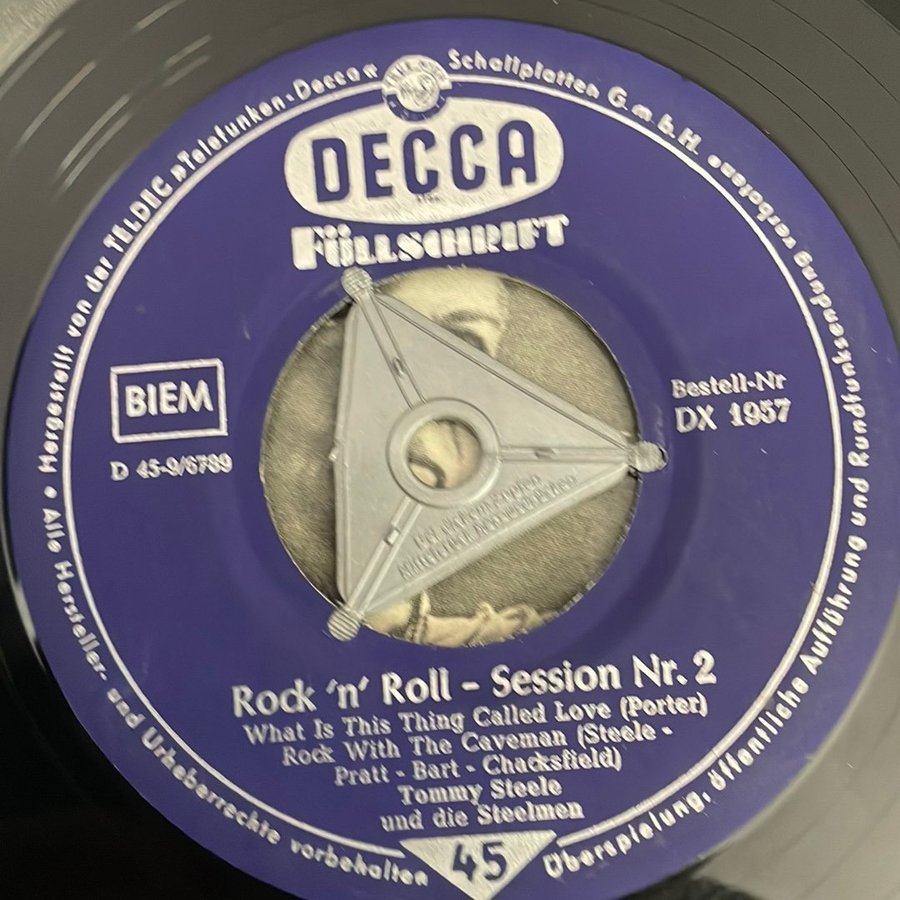 DECCA
FÜLLSCHRIFT
BIEM
D 45-9/6789
Bestell-Nr
DX 1957
Rock 'n' Roll - Session Nr. 2
What Is This Thing Called Love (Porter)
Rock With The Caveman (Steele -
Pratt - Bart - Chacksfield)
Tommy Steele
und die Steelmen
45
• Hergestellt von der TELDEC »Telefunken-Decca« Schallplatten G.m.b.H. •
• Alle Hersteller- und Urheberrechte vorbehalten
Überspielung, öffentliche Aufführung und Rundfunksendung verboten